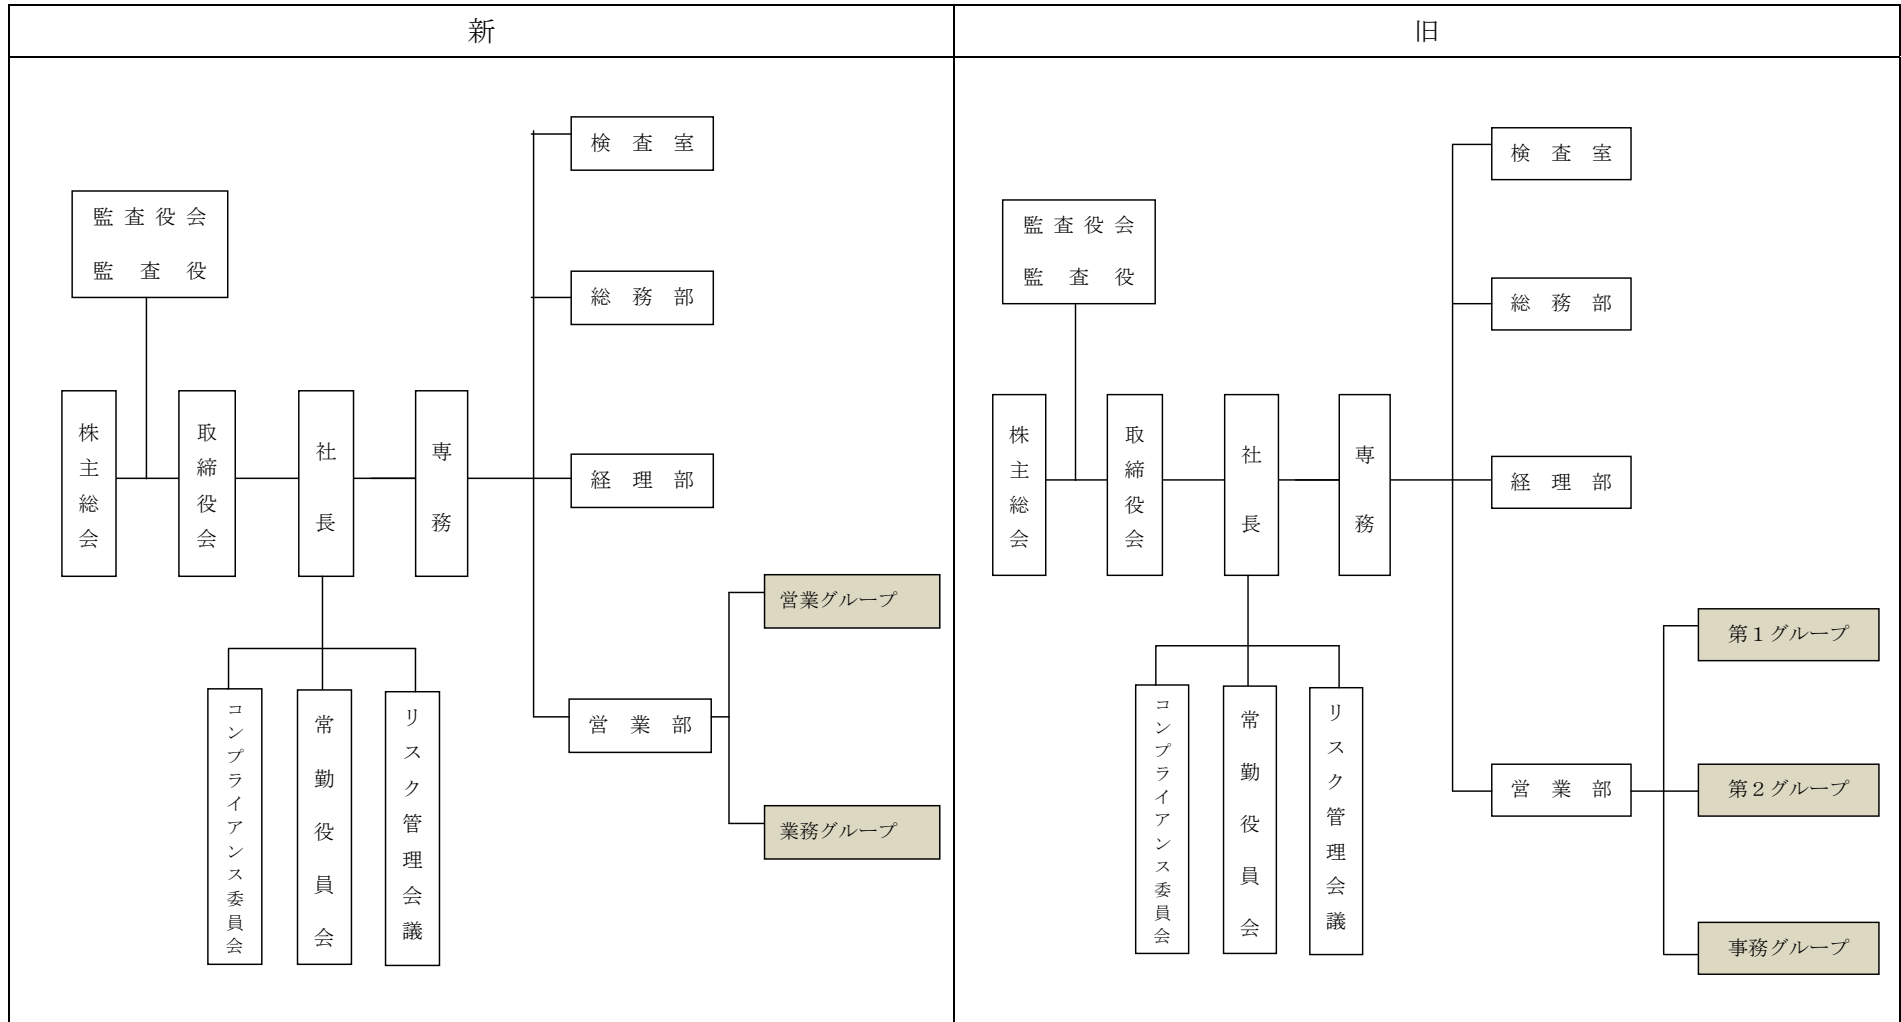 新
検査室
監査役会
監査役
総務部
株主総会
取締役会
社長
専務
経理部
営業グループ
コンプライアンス委員会
常勤役員会
リスク管理会議
営業部
業務グループ
旧
検査室
監査役会
監査役
総務部
株主総会
取締役会
社長
専務
経理部
第１グループ
コンプライアンス委員会
常勤役員会
リスク管理会議
営業部
第２グループ
事務グループ